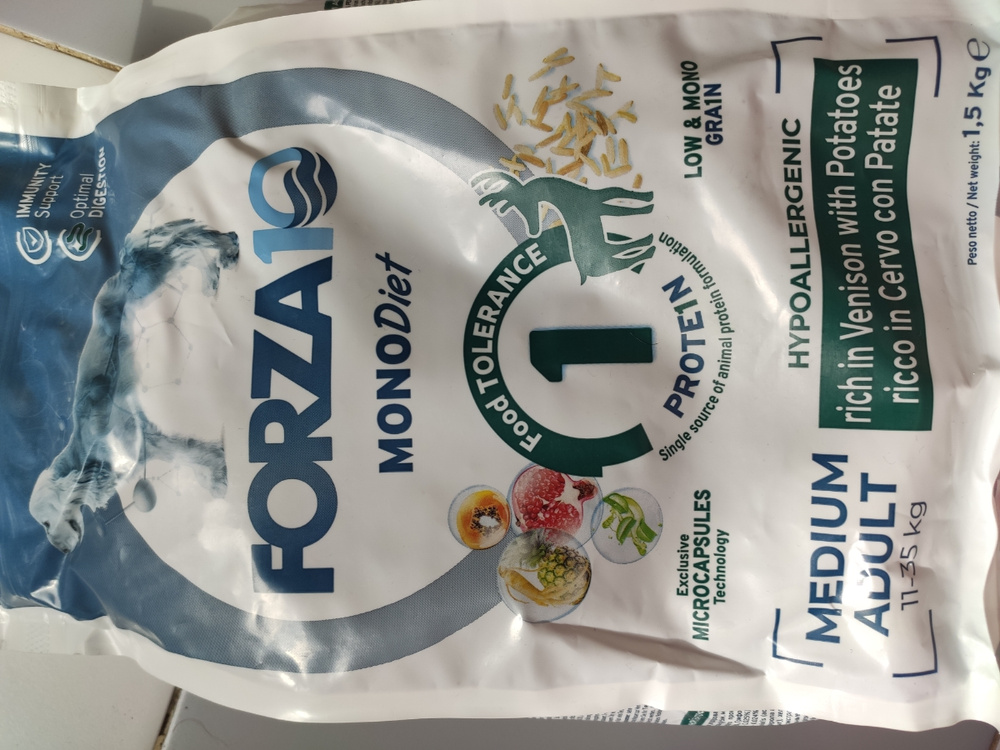 IMMUNITY
Support
Optimal
DIGESTION
FORZA10
MONODiet
Food TOLERANCE
1
PROTE1N
Single source of animal protein formulation
Exclusive
MICROCAPSULES
Technology
LOW & MONO
GRA1N
MEDIUM
ADULT
11-35 kg
HYPOALLERGENIC
rich in Venison with Potatoes
ricco in Cervo con Patate
Peso netto / Net weight: 1,5 Kg e